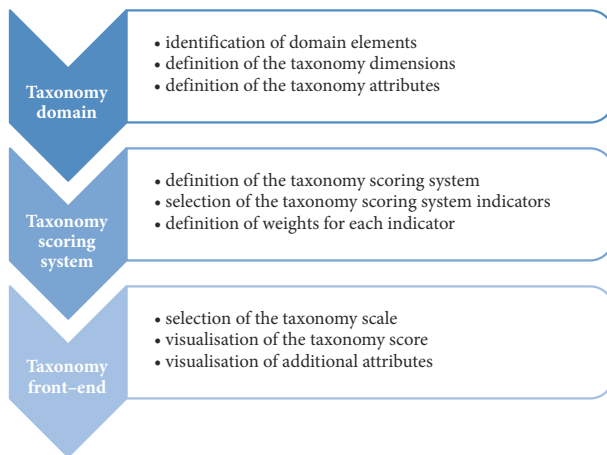 Taxonomy
domain
• identification of domain elements
• definition of the taxonomy dimensions
• definition of the taxonomy attributes
Taxonomy
scoring
system
• definition of the taxonomy scoring system
• selection of the taxonomy scoring system indicators
• definition of weights for each indicator
Taxonomy
front–end
• selection of the taxonomy scale
• visualisation of the taxonomy score
• visualisation of additional attributes